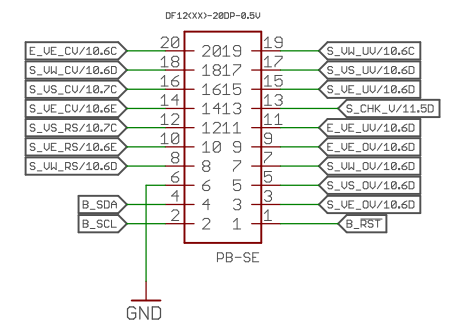 DF12(XX)-20DP-0.5V
E_VE_CV/10.6C 20 2019 19 S_VW_UV/10.6C
S_VW_CV/10.6D 18 1817 17 S_VS_UV/10.6D
S_VS_CV/10.7C 16 1615 15 S_VE_UV/10.6D
S_VE_CV/10.6E 14 1413 13 S_CHK_V/11.5D
S_VS_RS/10.7C 12 1211 11 E_VE_UV/10.6D
S_VE_RS/10.6E 10 10 9 9 E_VE_OV/10.6D
S_VW_RS/10.6D 8 8 7 7 S_VW_OV/10.6D
6 6 5 5 S_VS_OV/10.6D
B_SDA 4 4 3 3 S_VE_OV/10.6D
B_SCL 2 2 1 1 B_RST
PB-SE
GND